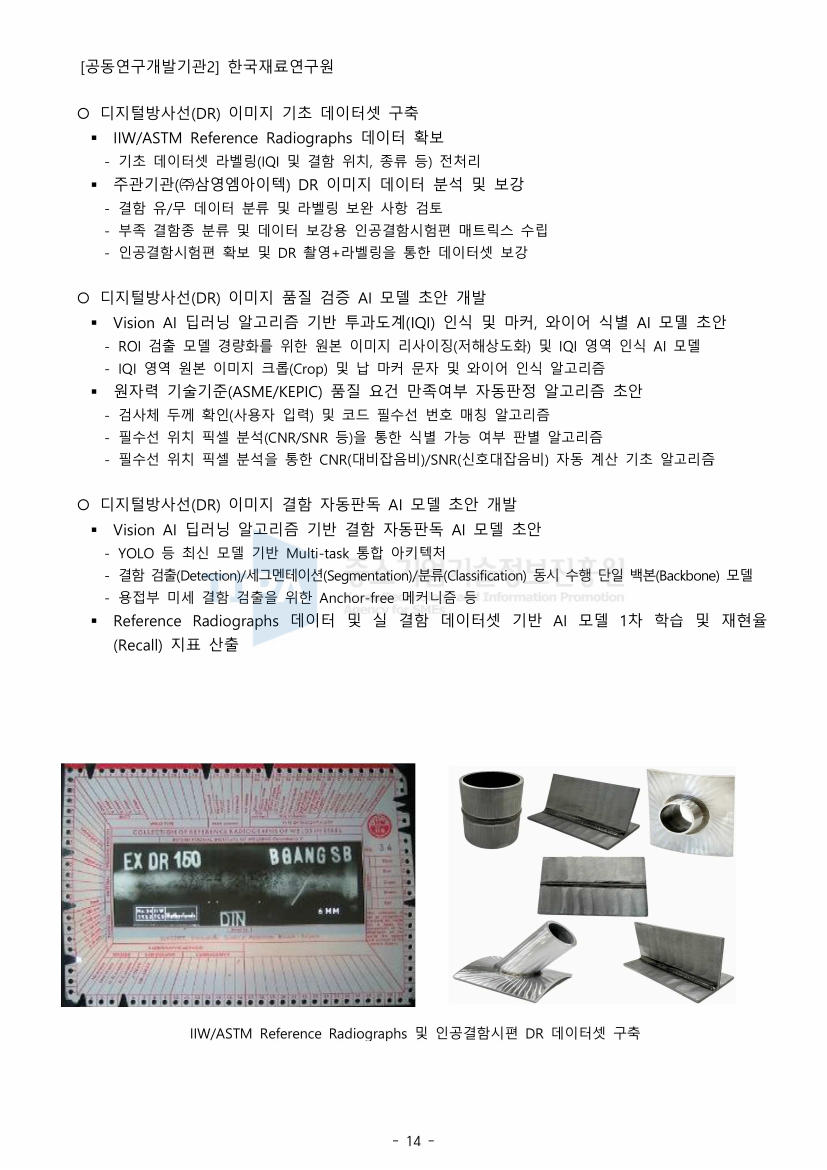 [공동연구개발기관2] 한국재료연구원
○ 디지털방사선(DR) 이미지 기초 데이터셋 구축
▪ IIW/ASTM Reference Radiographs 데이터 확보
- 기초 데이터셋 라벨링(IQI 및 결함 위치, 종류 등) 전처리
▪ 주관기관(㈜삼영엠아이텍) DR 이미지 데이터 분석 및 보강
- 결함 유/무 데이터 분류 및 라벨링 보완 사항 검토
- 부족 결함종 분류 및 데이터 보강용 인공결함시험편 매트릭스 수립
- 인공결함시험편 확보 및 DR 촬영+라벨링을 통한 데이터셋 보강
○ 디지털방사선(DR) 이미지 품질 검증 AI 모델 초안 개발
▪ Vision AI 딥러닝 알고리즘 기반 투과도계(IQI) 인식 및 마커, 와이어 식별 AI 모델 초안
- ROI 검출 모델 경량화를 위한 원본 이미지 리사이징(저해상도화) 및 IQI 영역 인식 AI 모델
- IQI 영역 원본 이미지 크롭(Crop) 및 납 마커 문자 및 와이어 인식 알고리즘
▪ 원자력 기술기준(ASME/KEPIC) 품질 요건 만족여부 자동판정 알고리즘 초안
- 검사체 두께 확인(사용자 입력) 및 코드 필수선 번호 매칭 알고리즘
- 필수선 위치 픽셀 분석(CNR/SNR 등)을 통한 식별 가능 여부 판별 알고리즘
- 필수선 위치 픽셀 분석을 통한 CNR(대비잡음비)/SNR(신호대잡음비) 자동 계산 기초 알고리즘
○ 디지털방사선(DR) 이미지 결함 자동판독 AI 모델 초안 개발
▪ Vision AI 딥러닝 알고리즘 기반 결함 자동판독 AI 모델 초안
- YOLO 등 최신 모델 기반 Multi-task 통합 아키텍처
- 결함 검출(Detection)/세그멘테이션(Segmentation)/분류(Classification) 동시 수행 단일 백본(Backbone) 모델
- 용접부 미세 결함 검출을 위한 Anchor-free 메커니즘 등
▪ Reference Radiographs 데이터 및 실 결함 데이터셋 기반 AI 모델 1차 학습 및 재현율
(Recall) 지표 산출
중소기업기술정보진흥원
Information Promotion
Agency for SMEs
COLLECTION OF REFERENCE RADIOGRAPHS OF WELDS IN STEEL
34
EX DR 150 BGANG SB
Netherlands
DIN
6 MM
IIW/ASTM Reference Radiographs 및 인공결함시편 DR 데이터셋 구축
- 14 -